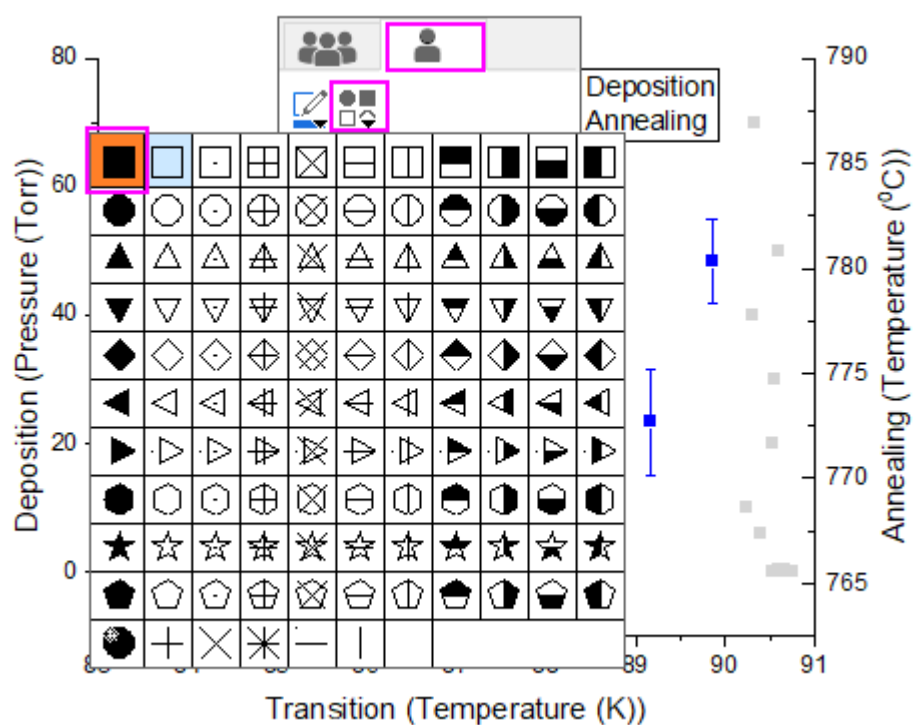 80
790
Deposition
Annealing
785
60
780
40
775
20
770
0
765
89 90 91
Deposition (Pressure (Torr))
Annealing (Temperature (⁰C))
Transition (Temperature (K))